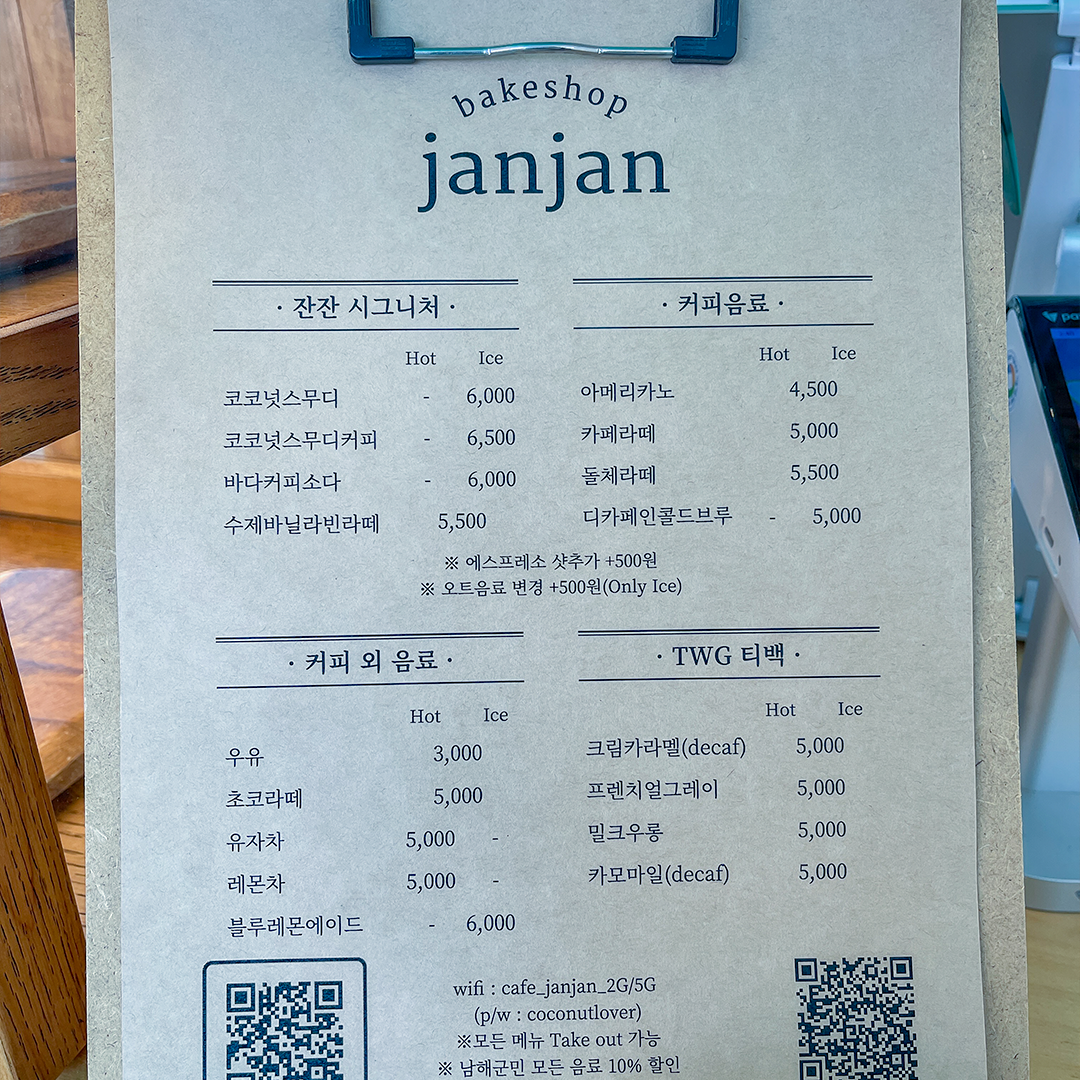 bakeshop
janjan
· 잔잔 시그니처 ·
Hot Ice
코코넛스무디 - 6,000
코코넛스무디커피 - 6,500
바다커피소다 - 6,000
수제바닐라빈라떼 5,500
· 커피음료 ·
Hot Ice
아메리카노 4,500
카페라떼 5,000
돌체라떼 5,500
디카페인콜드브루 - 5,000
※ 에스프레소 샷추가 +500원
※ 오트음료 변경 +500원(Only Ice)
· 커피 외 음료 ·
Hot Ice
우유 3,000
초코라떼 5,000
유자차 5,000 -
레몬차 5,000 -
블루레몬에이드 - 6,000
· TWG 티백 ·
Hot Ice
크림카라멜(decaf) 5,000
프렌치얼그레이 5,000
밀크우롱 5,000
카모마일(decaf) 5,000
wifi : cafe_janjan_2G/5G
(p/w : coconutlover)
※모든 메뉴 Take out 가능
※ 남해군민 모든 음료 10% 할인